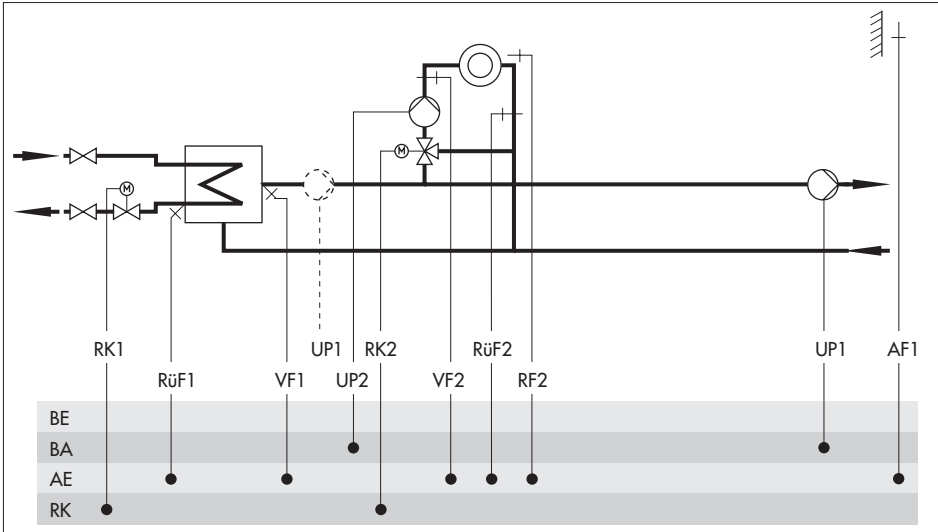 M
M
RK1 UP1 RK2 RüF2 UP1 AF1
RüF1 VF1 UP2 VF2 RF2
BE
BA
AE
RK